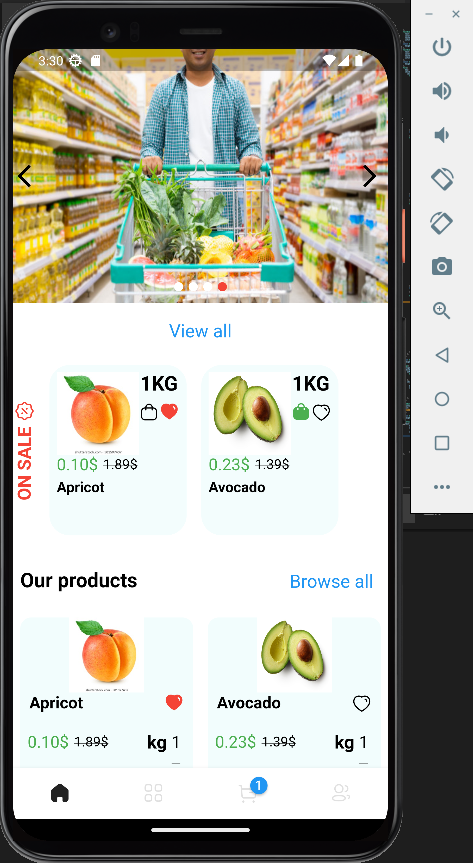 3:30
View all
ON SALE
1KG
0.10$ 1.89$
Apricot
1KG
0.23$ 1.39$
Avocado
Our products
Browse all
Apricot
0.10$ 1.89$ kg 1
Avocado
0.23$ 1.39$ kg 1
1